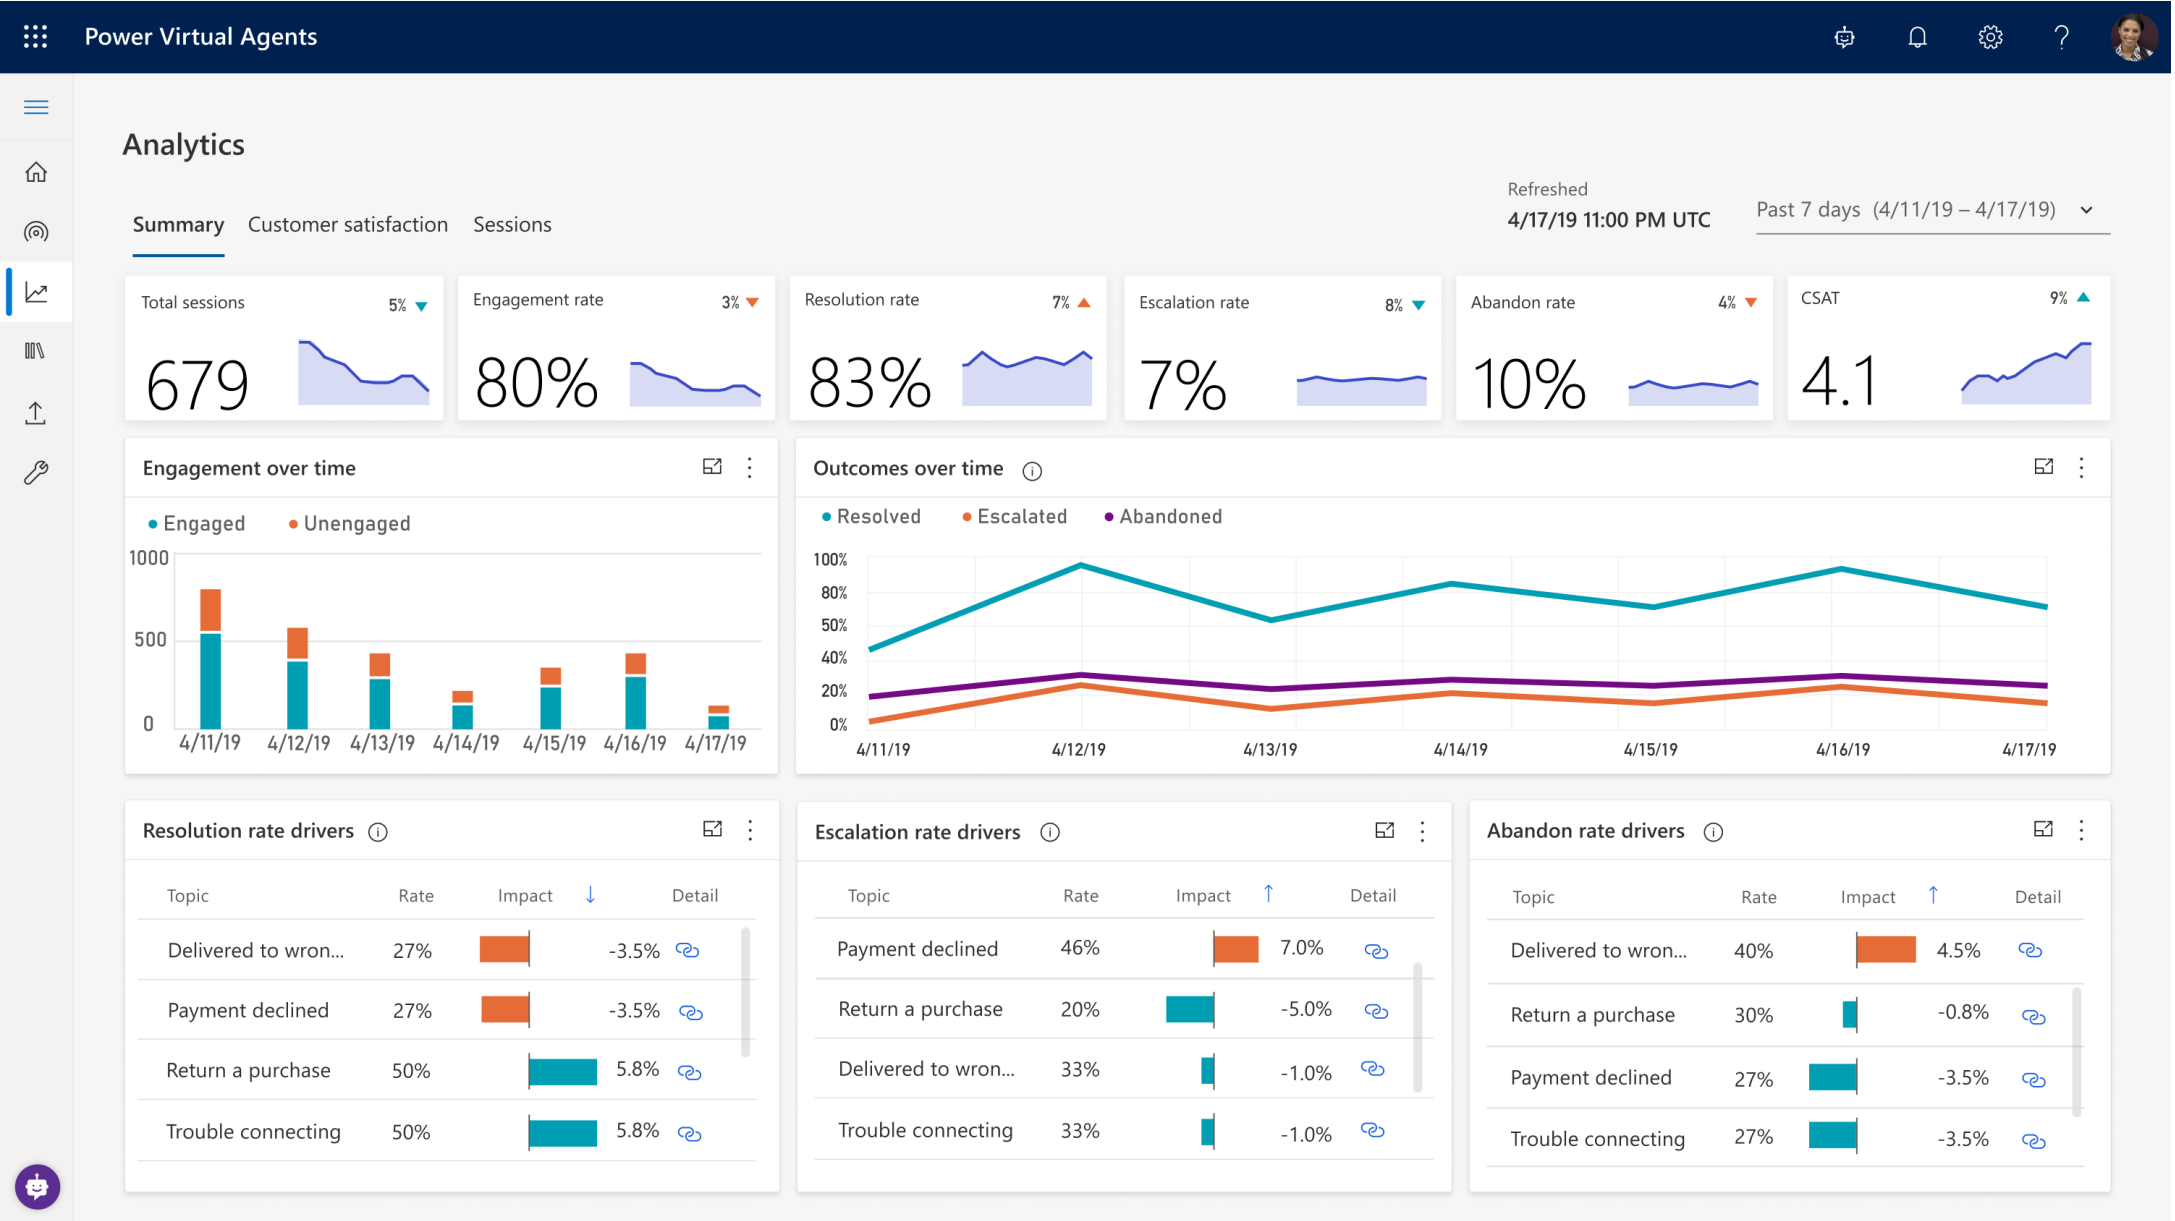 Power Virtual Agents
Analytics
Summary Customer satisfaction Sessions
Refreshed
4/17/19 11:00 PM UTC
Past 7 days (4/11/19 – 4/17/19)
Total sessions 5%
679
Engagement rate 3%
80%
Resolution rate 7%
83%
Escalation rate 8%
7%
Abandon rate 4%
10%
CSAT 9%
4.1
Engagement over time
Engaged Unengaged
1000
500
0
4/11/19 4/12/19 4/13/19 4/14/19 4/15/19 4/16/19 4/17/19
Outcomes over time
Resolved Escalated Abandoned
100%
80%
50%
40%
20%
0%
4/11/19 4/12/19 4/13/19 4/14/19 4/15/19 4/16/19 4/17/19
Resolution rate drivers
Topic Rate Impact Detail
Delivered to wron... 27% -3.5%
Payment declined 27% -3.5%
Return a purchase 50% 5.8%
Trouble connecting 50% 5.8%
Escalation rate drivers
Topic Rate Impact Detail
Payment declined 46% 7.0%
Return a purchase 20% -5.0%
Delivered to wron... 33% -1.0%
Trouble connecting 33% -1.0%
Abandon rate drivers
Topic Rate Impact Detail
Delivered to wron... 40% 4.5%
Return a purchase 30% -0.8%
Payment declined 27% -3.5%
Trouble connecting 27% -3.5%